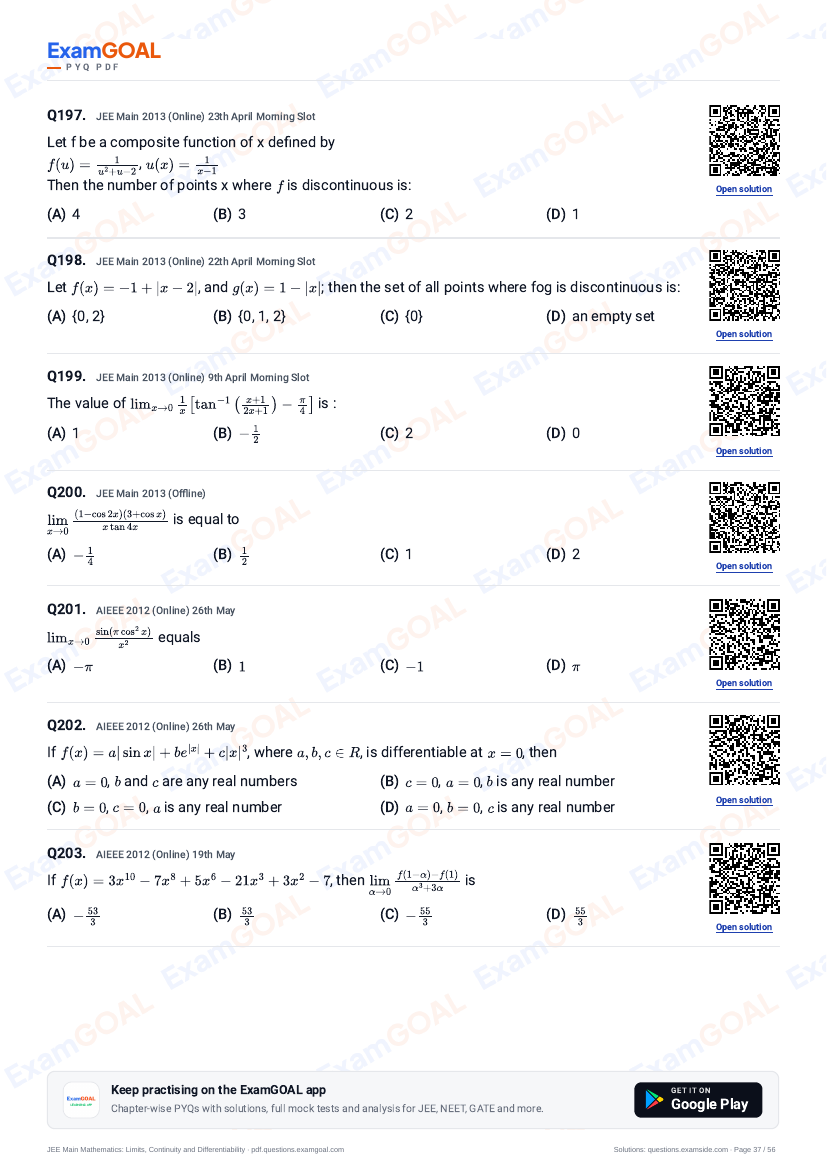 ExamGOAL
PYQ PDF
Q197. JEE Main 2013 (Online) 23th April Morning Slot
Let f be a composite function of x defined by
f(u) = 1/(u²+u−2), u(x) = 1/(x−1)
Then the number of points x where f is discontinuous is:
(A) 4 (B) 3 (C) 2 (D) 1
Open solution
Q198. JEE Main 2013 (Online) 22th April Morning Slot
Let f(x) = −1 + |x − 2|, and g(x) = 1 − |x|; then the set of all points where fog is discontinuous is:
(A) {0, 2} (B) {0, 1, 2} (C) {0} (D) an empty set
Open solution
Q199. JEE Main 2013 (Online) 9th April Morning Slot
The value of lim x→0 1/x [tan⁻¹ ((x+1)/(2x+1)) − π/4] is :
(A) 1 (B) −1/2 (C) 2 (D) 0
Open solution
Q200. JEE Main 2013 (Offline)
lim x→0 (1−cos 2x)(3+cos x)/(x tan 4x) is equal to
(A) −1/4 (B) 1/2 (C) 1 (D) 2
Open solution
Q201. AIEEE 2012 (Online) 26th May
lim x→0 sin(π cos² x)/x² equals
(A) −π (B) 1 (C) −1 (D) π
Open solution
Q202. AIEEE 2012 (Online) 26th May
If f(x) = a| sin x| + be^|x| + c|x|³, where a, b, c ∈ R, is differentiable at x = 0, then
(A) a = 0, b and c are any real numbers (B) c = 0, a = 0, b is any real number
(C) b = 0, c = 0, a is any real number (D) a = 0, b = 0, c is any real number
Open solution
Q203. AIEEE 2012 (Online) 19th May
If f(x) = 3x¹⁰ − 7x⁸ + 5x⁶ − 21x³ + 3x² − 7, then lim α→0 (f(1−α)−f(1))/(α³+3α) is
(A) −53/3 (B) 53/3 (C) −55/3 (D) 55/3
Open solution
ExamGOAL
Keep practising on the ExamGOAL app
Chapter-wise PYQs with solutions, full mock tests and analysis for JEE, NEET, GATE and more.
GET IT ON
Google Play
JEE Main Mathematics: Limits, Continuity and Differentiability · pdf.questions.examgoal.com
Solutions: questions.examside.com · Page 37 / 56